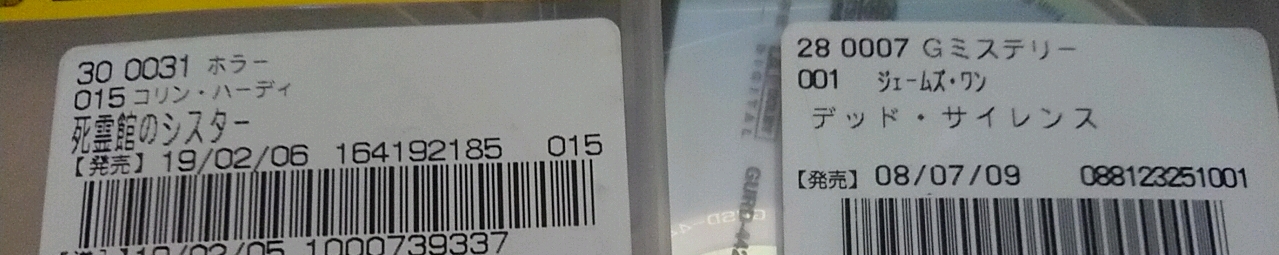 30 0031 ホラー
015 コリン・ハーディ
死霊館のシスター
【発売】 19/02/06 164192185 015
1000739337
28 0007 Gミステリー
001 ジェームズ・ワン
デッド・サイレンス
【発売】 08/07/09 088123251001
DIGITAL